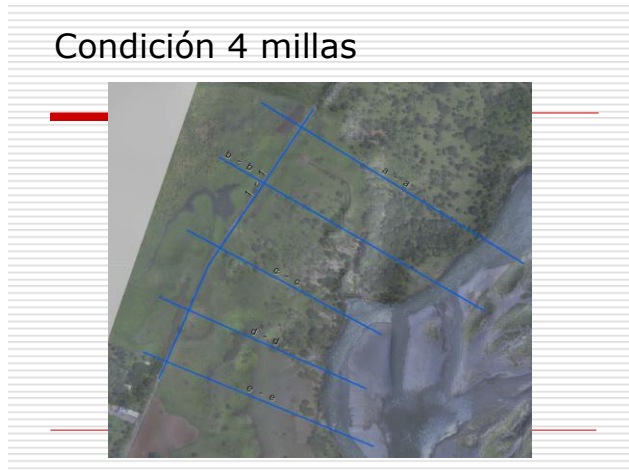 Condición 4 millas
a - a
b - b
1 - 1
c - c
d - d
e - e